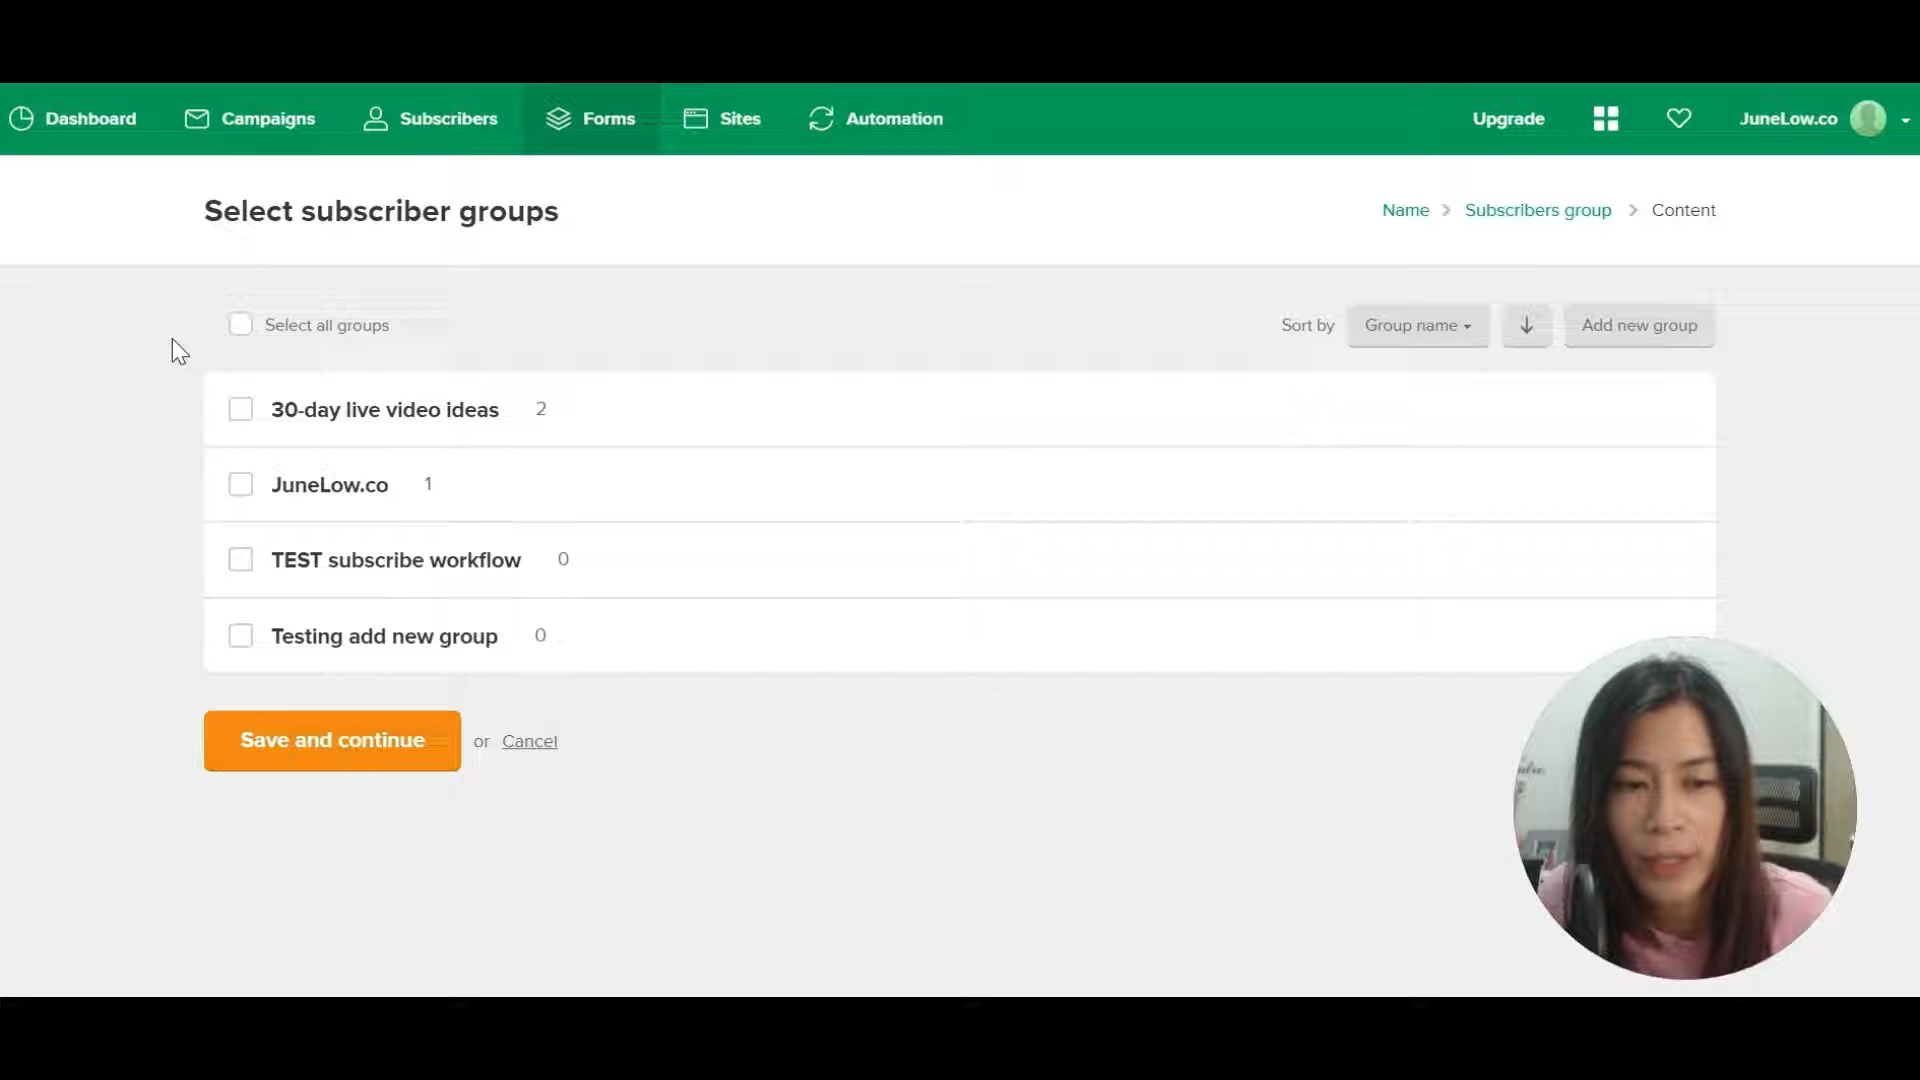 Dashboard Campaigns Subscribers Forms Sites Automation Upgrade JuneLow.co
Select subscriber groups
Name > Subscribers group > Content
Select all groups
Sort by Group name Add new group
30-day live video ideas 2
JuneLow.co 1
TEST subscribe workflow 0
Testing add new group 0
Save and continue or Cancel